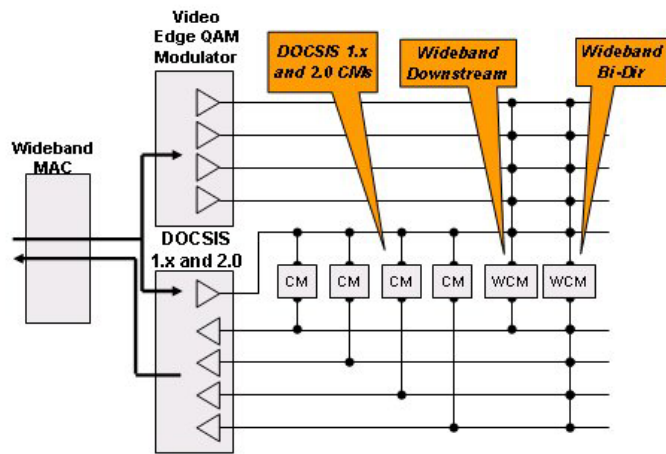 Video
Edge QAM
Modulator
DOCSIS 1.x
and 2.0 CMs
Wideband
Downstream
Wideband
Bi-Dir
Wideband
MAC
DOCSIS
1.x and 2.0
CM
CM
CM
CM
WCM
WCM